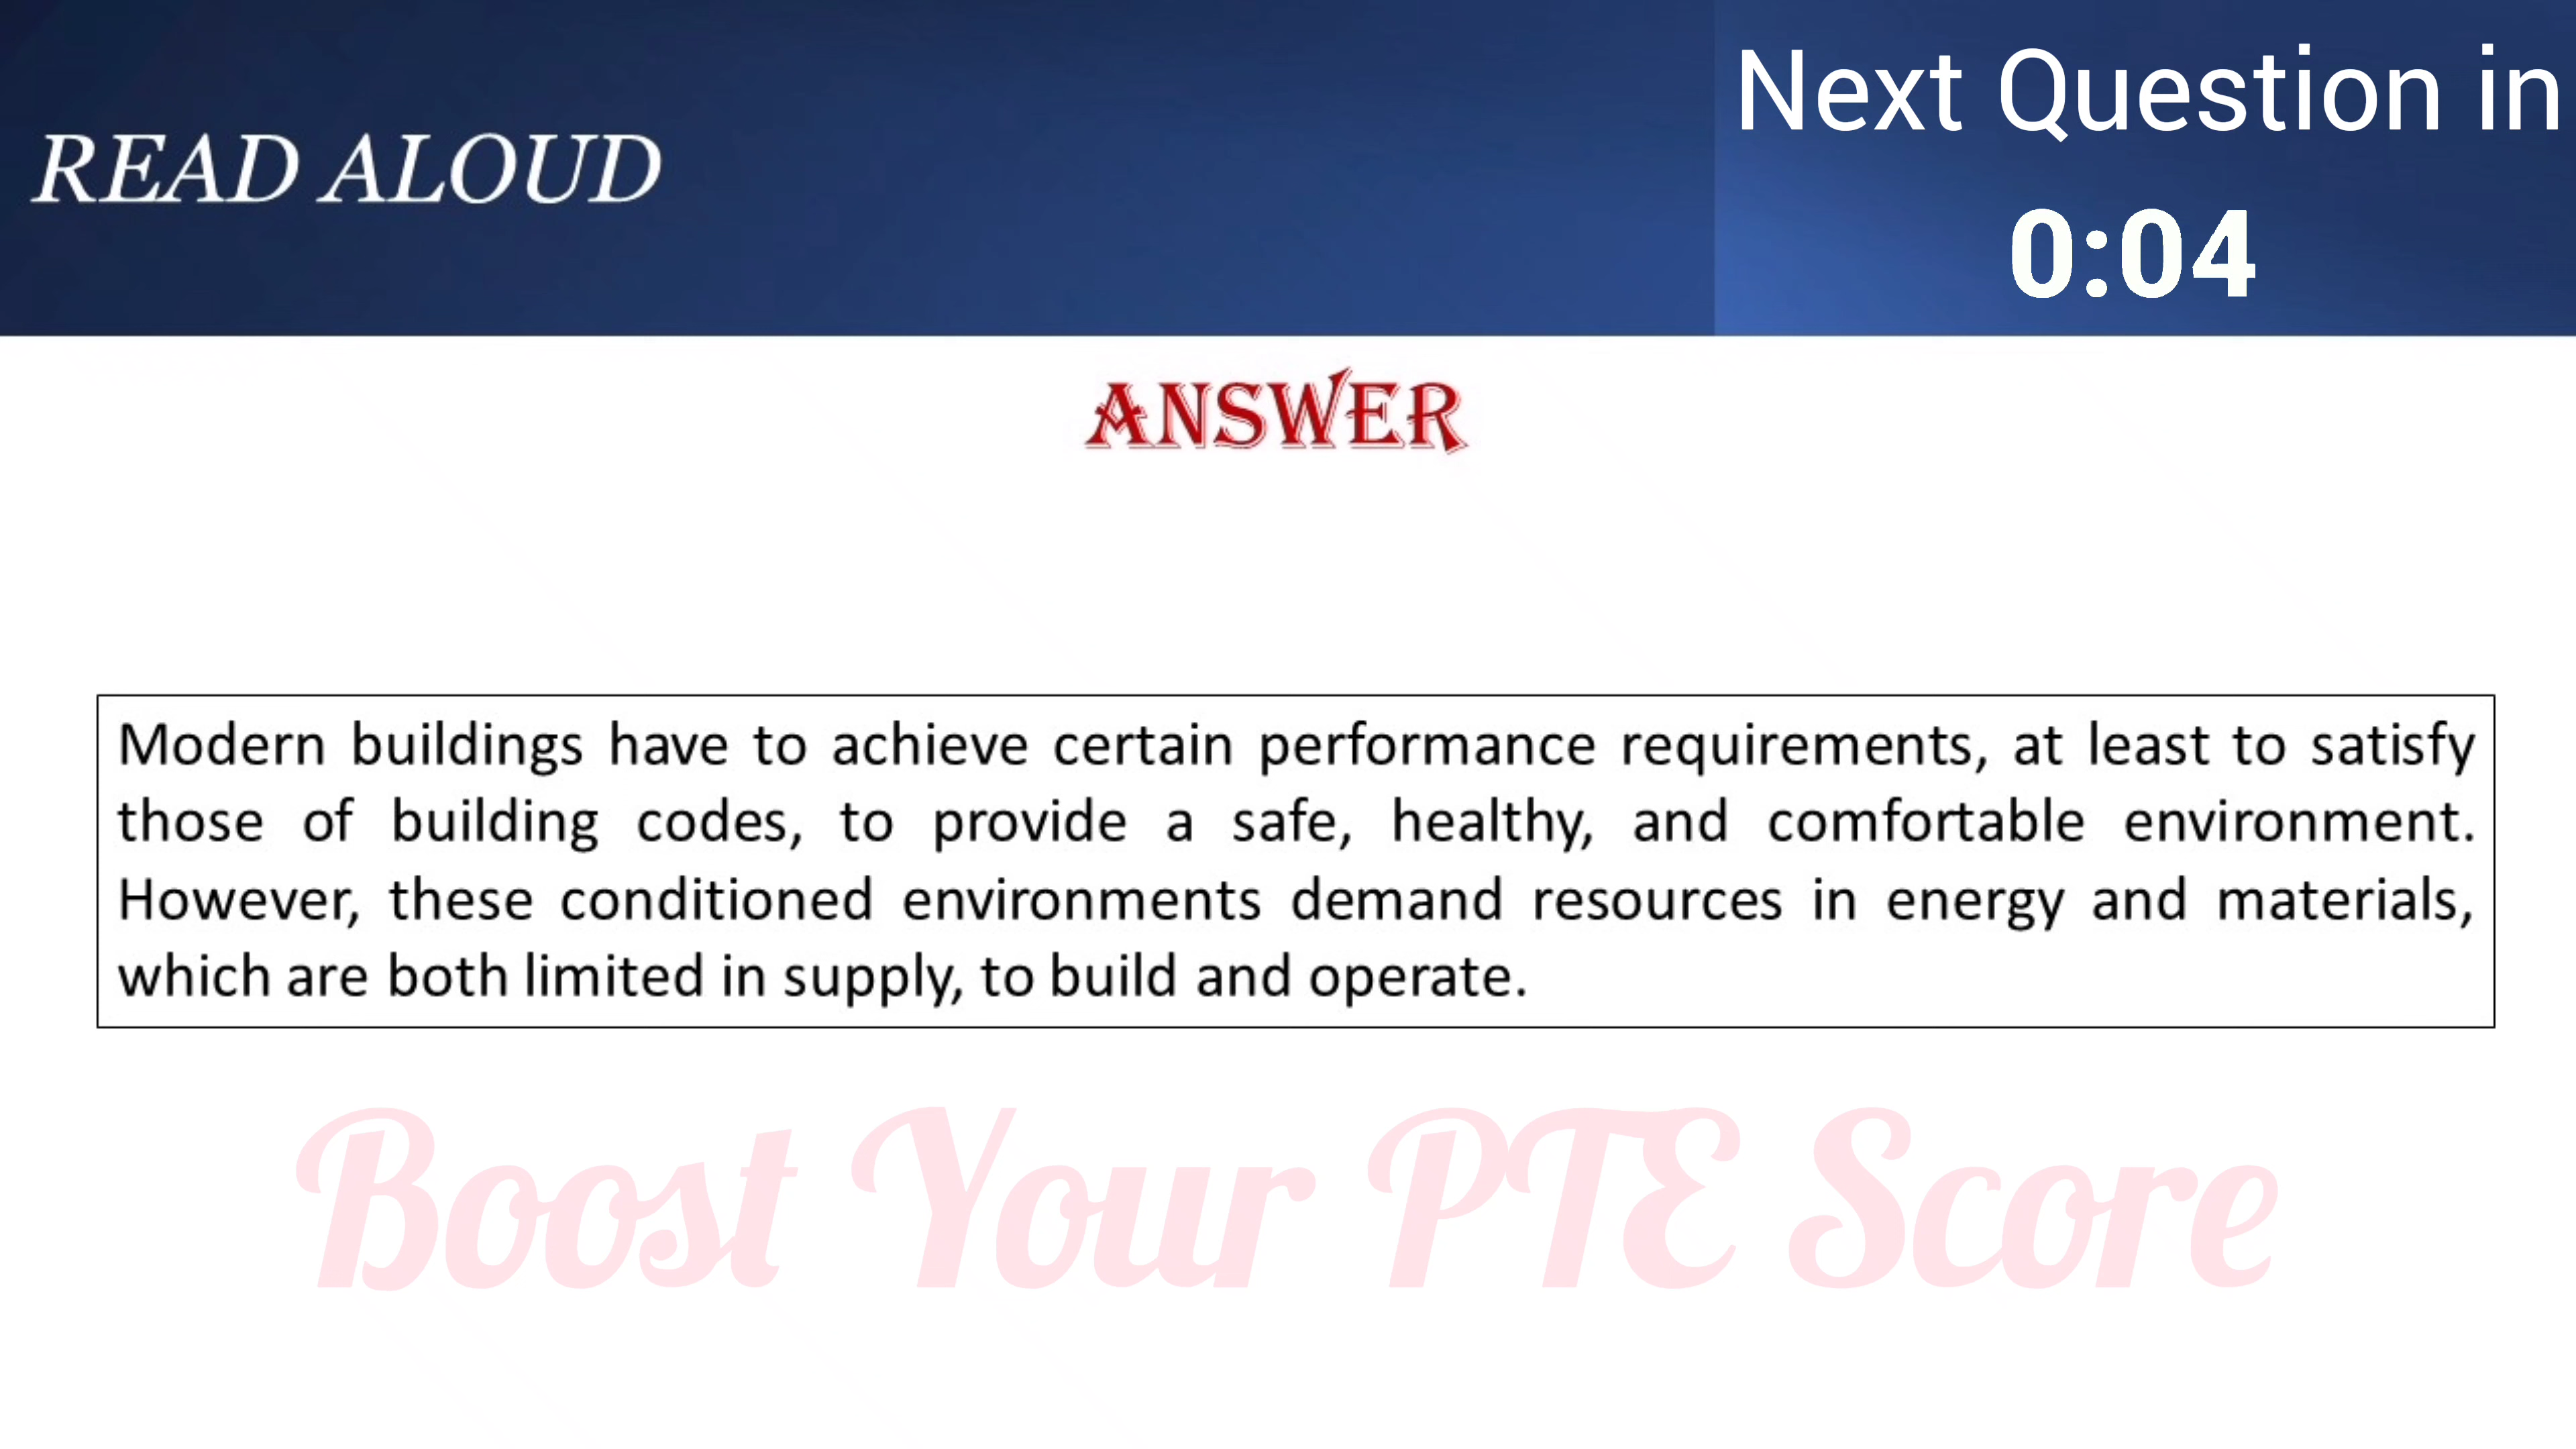 READ ALOUD
Next Question in
0:04
ANSWER
Modern buildings have to achieve certain performance requirements, at least to satisfy
those of building codes, to provide a safe, healthy, and comfortable environment.
However, these conditioned environments demand resources in energy and materials,
which are both limited in supply, to build and operate.
Boost Your PTE Score